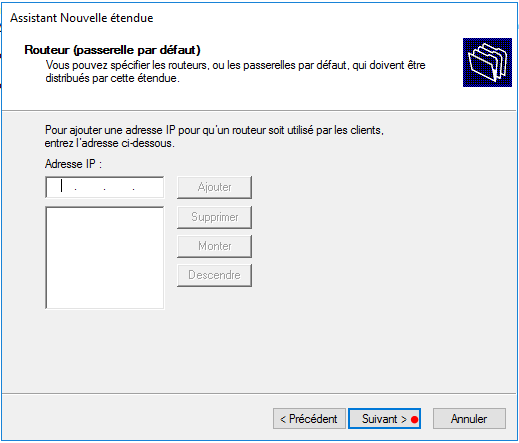 Assistant Nouvelle étendue
Routeur (passerelle par défaut)
Vous pouvez spécifier les routeurs, ou les passerelles par défaut, qui doivent être
distribués par cette étendue.
Pour ajouter une adresse IP pour qu'un routeur soit utilisé par les clients,
entrez l'adresse ci-dessous.
Adresse IP :
. . .
Ajouter
Supprimer
Monter
Descendre
< Précédent
Suivant >
Annuler